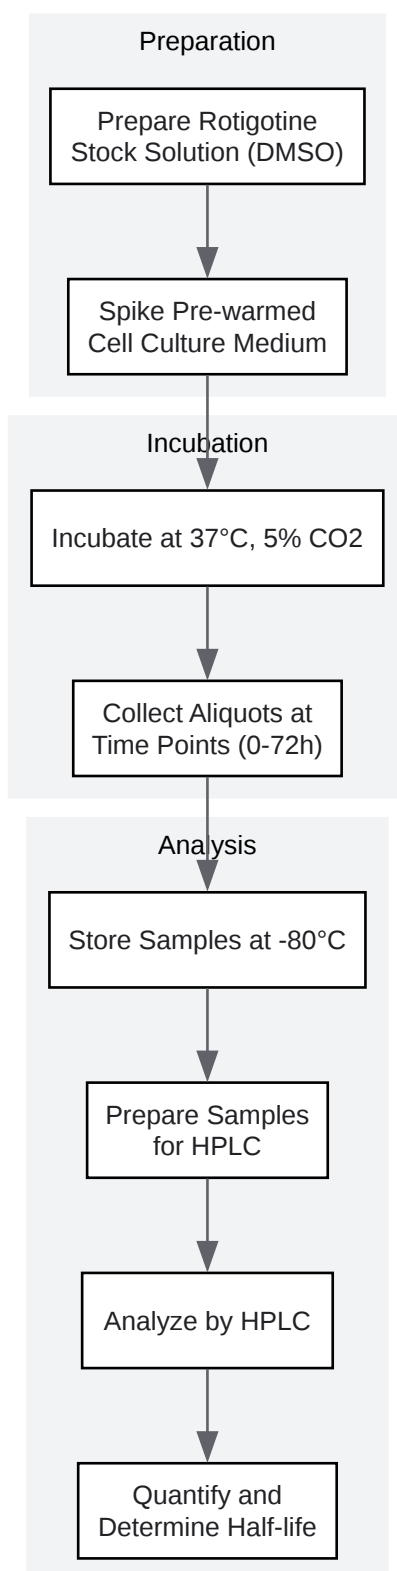 Preparation
Prepare Rotigotine
Stock Solution (DMSO)
Spike Pre-warmed
Cell Culture Medium
Incubation
Incubate at 37°C, 5% CO2
Collect Aliquots at
Time Points (0-72h)
Analysis
Store Samples at -80°C
Prepare Samples
for HPLC
Analyze by HPLC
Quantify and
Determine Half-life